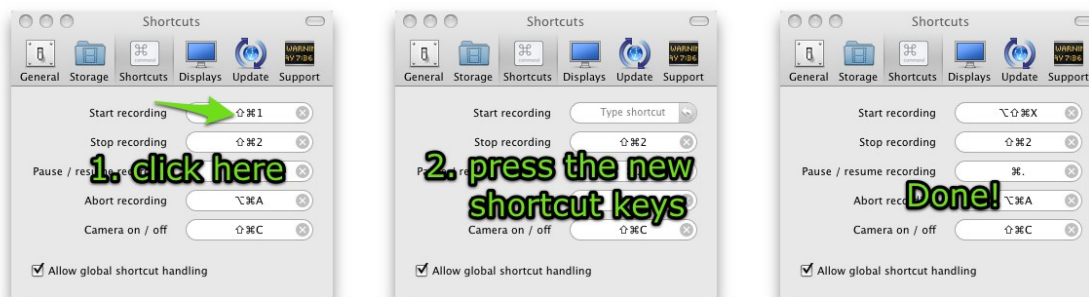 Shortcuts
General Storage Shortcuts Displays Update Support
Start recording ⇧⌘1
Stop recording ⇧⌘2
Pause / resume
Abort recording ⌥⌘A
Camera on / off ⇧⌘C
Allow global shortcut handling
1. click here
Shortcuts
General Storage Shortcuts Displays Update Support
Start recording Type shortcut
Stop recording ⇧⌘2
Camera on / off ⇧⌘C
Allow global shortcut handling
2. press the new
shortcut keys
Shortcuts
General Storage Shortcuts Displays Update Support
Start recording ⌥⇧⌘X
Stop recording ⇧⌘2
Pause / resume recording ⌘.
Abort ⌥⌘A
Camera on / off ⇧⌘C
Allow global shortcut handling
Done!